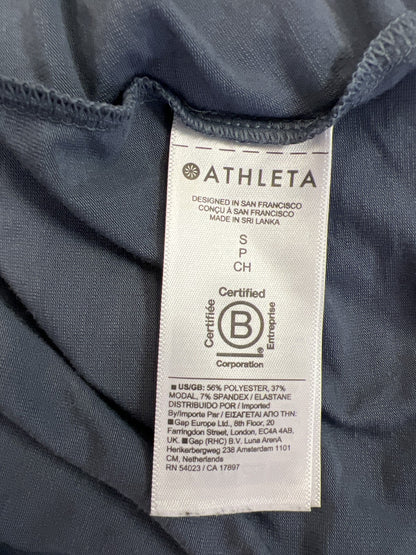 ATHLETA
DESIGNED IN SAN FRANCISCO
CONÇU À SAN FRANCISCO
MADE IN SRI LANKA
S
P
CH
Certified
Certifiée
B
Entreprise
Corporation
■ US/GB: 56% POLYESTER, 37%
MODAL, 7% SPANDEX / ELASTANE
DISTRIBUTED BY / DISTRIBUIDO POR / Imported
By/Importe Par / ΕΙΣΑΓΕΤΑΙ ΑΠΟ ΤΗΝ:
■ Gap Europe Ltd., 8th Floor, 20
Farringdon Street, London, EC4A 4AB,
UK. ■ Gap (RHC) B.V. Luna ArenA
Herikerbergweg 238 Amsterdam 1101
CM, Netherlands
RN 54023 / CA 17897